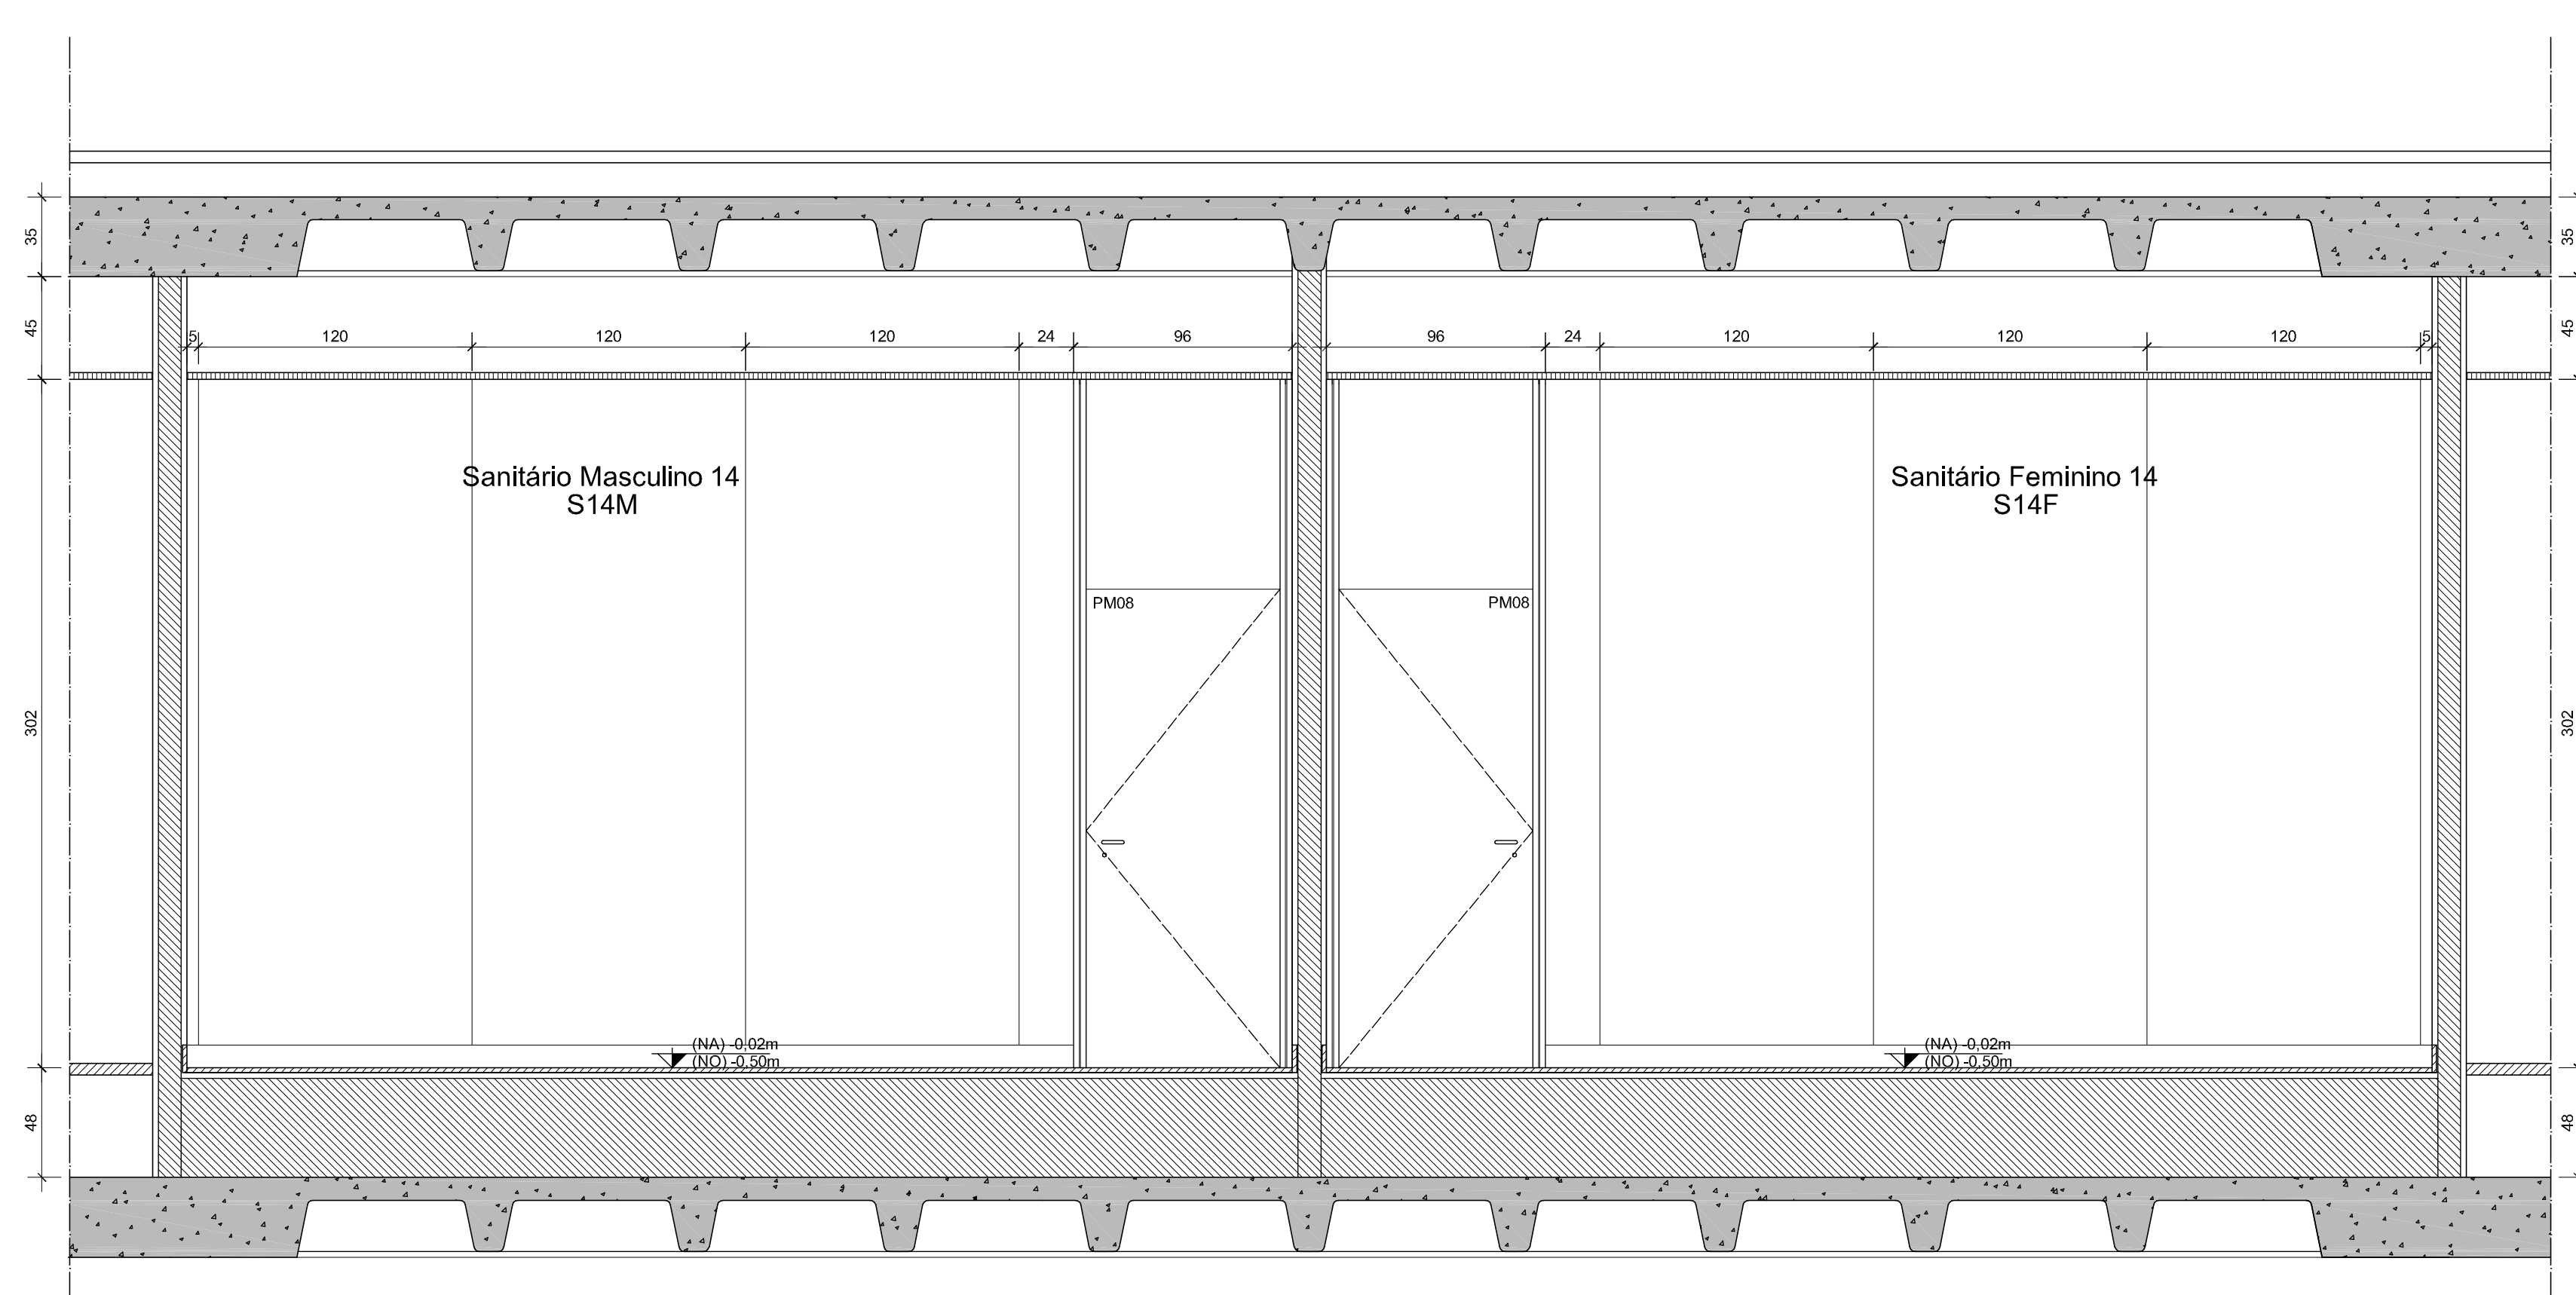 35
35
45
45
5
120
120
120
24
96
96
24
120
120
120
5
Sanitário Masculino 14
S14M
Sanitário Feminino 14
S14F
PM08
PM08
302
302
(NA) -0,02m
(NO) -0.50m
(NA) -0,02m
(NO) -0.50m
48
48